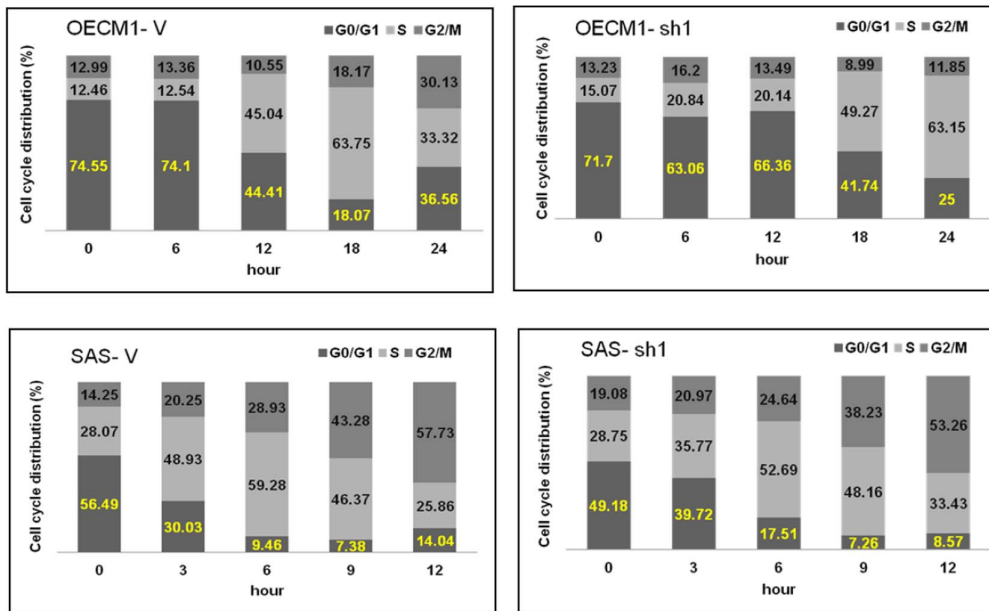 OECM1- V
G0/G1 S G2/M
Cell cycle distribution (%)
12.99 13.36 10.55 18.17 30.13
12.46 12.54 45.04 63.75 33.32
74.55 74.1 44.41 18.07 36.56
0 6 12 18 24
hour
OECM1- sh1
G0/G1 S G2/M
Cell cycle distribution (%)
13.23 16.2 13.49 8.99 11.85
15.07 20.84 20.14 49.27 63.15
71.7 63.06 66.36 41.74 25
0 6 12 18 24
hour
SAS- V
G0/G1 S G2/M
Cell cycle distribution (%)
14.25 20.25 28.93 43.28 57.73
28.07 48.93 59.28 46.37 25.86
56.49 30.03 9.46 7.38 14.04
0 3 6 9 12
hour
SAS- sh1
G0/G1 S G2/M
Cell cycle distribution (%)
19.08 20.97 24.64 38.23 53.26
28.75 35.77 52.69 48.16 33.43
49.18 39.72 17.51 7.26 8.57
0 3 6 9 12
hour